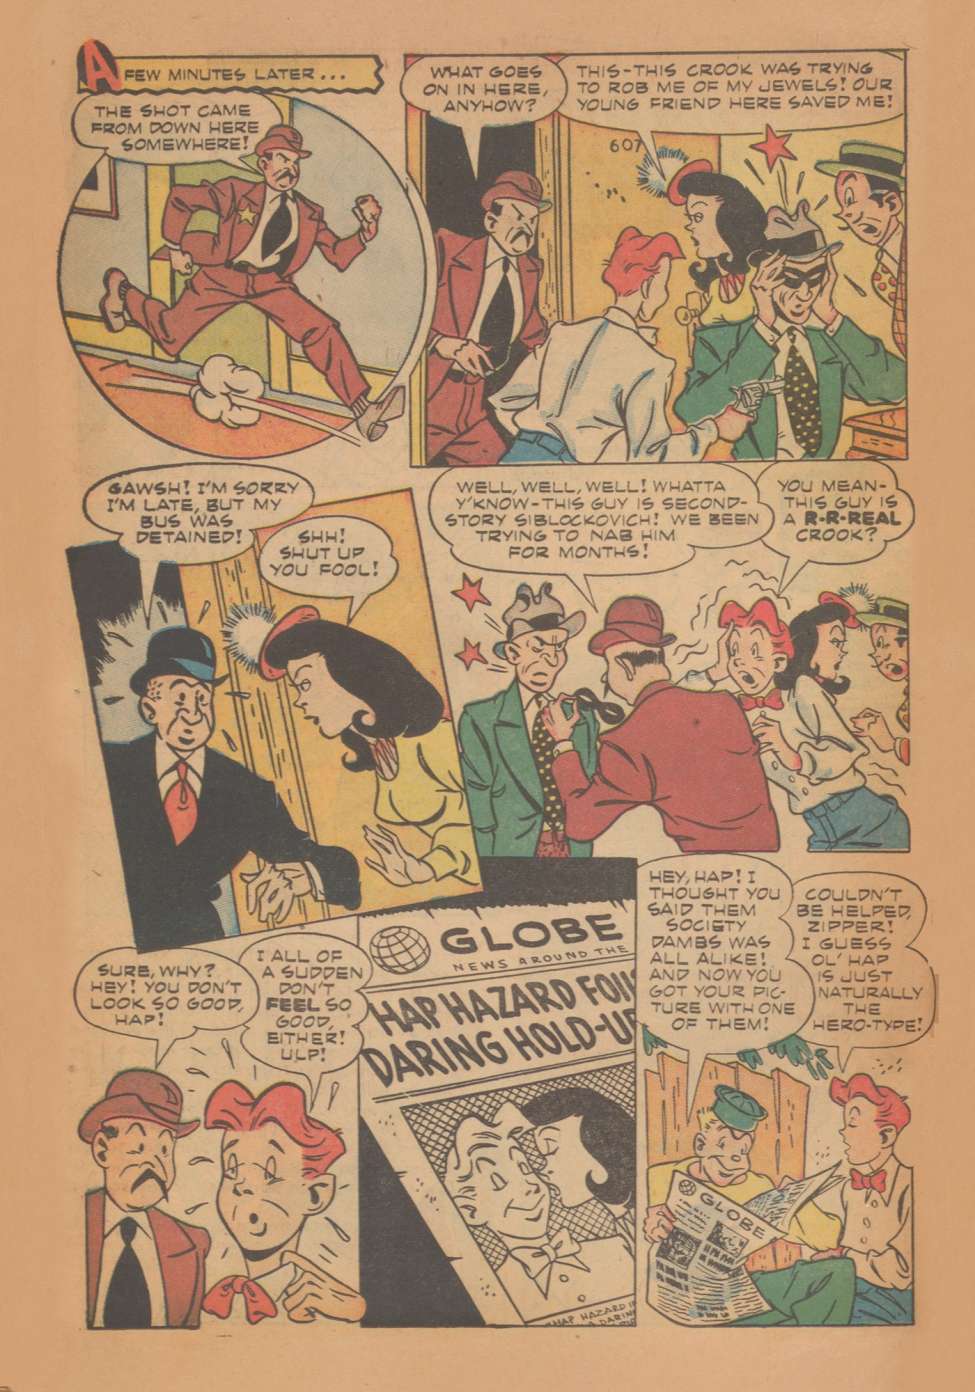 A FEW MINUTES LATER...
THE SHOT CAME
FROM DOWN HERE
SOMEWHERE!
WHAT GOES
ON IN HERE,
ANYHOW?
THIS-THIS CROOK WAS TRYING
TO ROB ME OF MY JEWELS! OUR
YOUNG FRIEND HERE SAVED ME!
607
GAWSH! I'M SORRY
I'M LATE, BUT MY
BUS WAS
DETAINED!
SHH!
SHUT UP
YOU FOOL!
WELL, WELL, WELL! WHATTA
Y'KNOW-THIS GUY IS SECOND-
STORY SIBLOCKOVICH! WE BEEN
TRYING TO NAB HIM
FOR MONTHS!
YOU MEAN-
THIS GUY IS
A R-R-REAL
CROOK?
SURE, WHY?
HEY! YOU DON'T
LOOK SO GOOD,
HAP!
I ALL OF
A SUDDEN
DON'T
FEEL SO
GOOD,
EITHER!
ULP!
GLOBE
NEWS AROUND THE
HAP HAZARD FOI
DARING HOLD-UP
HAP HAZARD
A DARIN
HEY, HAP! I
THOUGHT YOU
SAID THEM
SOCIETY
DAMBS WAS
ALL ALIKE!
AND NOW YOU
GOT YOUR PIC-
TURE WITH ONE
OF THEM!
COULDN'T
BE HELPED,
ZIPPER!
I GUESS
OL' HAP
IS JUST
NATURALLY
THE
HERO-TYPE!
GLOBE